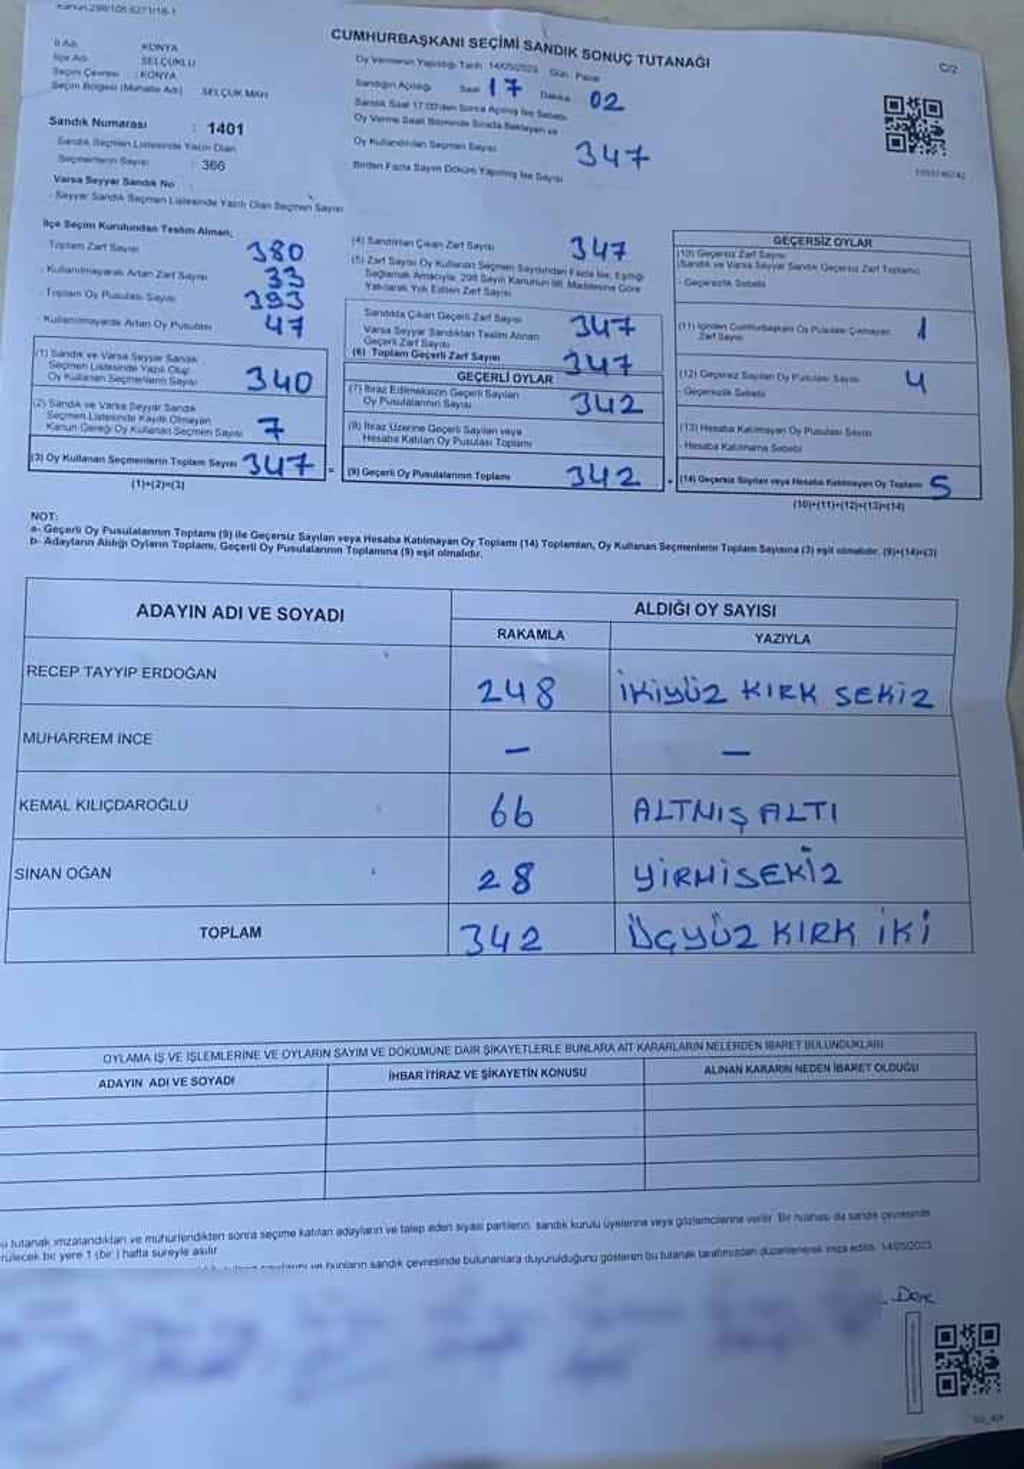 CUMHURBAŞKANI SEÇİMİ SANDIK SONUÇ TUTANAĞI
C/2
İl Adı KONYA
İlçe Adı SELÇUKLU
Seçim Çevresi : KONYA
Seçim Bölgesi (Mahalle Adı) SELÇUK MAH
Sandık Numarası : 1401
Sandık Seçmen Listesinde Yazılı Olan
Seçmenlerin Sayısı : 366
Varsa Seyyar Sandık No
- Seyyar Sandık Seçmen Listesinde Yazılı Olan Seçmen Sayısı
Oy Vermenin Yapıldığı Tarih: 14/05/2023 Gün: Pazar
Sandığın Açıldığı Saat 17 Dakika 02
Sandık Saat 17:00'den Sonra Açılmış İse Sebebi
Oy Verme Saati Bitiminde Sırada Bekleyen ve
Oy Kullandırılan Seçmen Sayısı 347
Birden Fazla Sayım Döküm Yapılmış İse Sayısı
İlçe Seçim Kurulundan Teslim Alınan;
- Toplam Zarf Sayısı 380
- Kullanılmayarak Artan Zarf Sayısı 33
- Toplam Oy Pusulası Sayısı 393
- Kullanılmayarak Artan Oy Pusulası 47
(1) Sandık ve Varsa Seyyar Sandık
Seçmen Listesinde Yazılı Olup
Oy Kullanan Seçmenlerin Sayısı 340
(2) Sandık ve Varsa Seyyar Sandık
Seçmen Listesinde Kayıtlı Olmayan
Kanun Gereği Oy Kullanan Seçmen Sayısı 7
(3) Oy Kullanan Seçmenlerin Toplam Sayısı 347
(1)+(2)=(3)
(4) Sandıktan Çıkan Zarf Sayısı 347
(5) Zarf Sayısı Oy Kullanan Seçmen Sayısından Fazla İse, Eşitliği
Sağlamak Amacıyla, 298 Sayılı Kanunun 98. Maddesine Göre
Yakılarak Yok Edilen Zarf Sayısı
Sandıkta Çıkan Geçerli Zarf Sayısı 347
Varsa Seyyar Sandıktan Teslim Alınan
Geçerli Zarf Sayısı
(6) Toplam Geçerli Zarf Sayısı 347
GEÇERLİ OYLAR
(7) İtiraz Edilmeksizin Geçerli Sayılan
Oy Pusulalarının Sayısı 342
(8) İtiraz Üzerine Geçerli Sayılan veya
Hesaba Katılan Oy Pusulası Toplamı
(9) Geçerli Oy Pusulalarının Toplamı 342
GEÇERSİZ OYLAR
(10) Geçersiz Zarf Sayısı
(Sandık ve Varsa Seyyar Sandık Geçersiz Zarf Toplamı)
- Geçersizlik Sebebi
(11) İçinden Cumhurbaşkanı Oy Pusulası Çıkmayan
Zarf Sayısı 1
(12) Geçersiz Sayılan Oy Pusulası Sayısı 4
- Geçersizlik Sebebi
(13) Hesaba Katılmayan Oy Pusulası Sayısı
- Hesaba Katılmama Sebebi
(14) Geçersiz Sayılan veya Hesaba Katılmayan Oy Toplamı 5
(10)+(11)+(12)+(13)=(14)
NOT:
a- Geçerli Oy Pusulalarının Toplamı (9) ile Geçersiz Sayılan veya Hesaba Katılmayan Oy Toplamı (14) Toplamları, Oy Kullanan Seçmenlerin Toplam Sayısına (3) eşit olmalıdır. (9)+(14)=(3)
b- Adayların Aldığı Oyların Toplamı, Geçerli Oy Pusulalarının Toplamına (9) eşit olmalıdır.
ADAYIN ADI VE SOYADI
ALDIĞI OY SAYISI
RAKAMLA YAZIYLA
RECEP TAYYİP ERDOĞAN 248 İKİYÜZ KIRK SEKİZ
MUHARREM İNCE - -
KEMAL KILIÇDAROĞLU 66 ALTNIŞ ALTI
SİNAN OĞAN 28 YİRMİSEKİZ
TOPLAM 342 ÜÇYÜZ KIRK İKİ
OYLAMA İŞ VE İŞLEMLERİNE VE OYLARIN SAYIM VE DÖKÜMÜNE DAİR ŞİKAYETLERLE BUNLARA AİT KARARLARIN NELERDEN İBARET BULUNDUKLARI
ADAYIN ADI VE SOYADI İHBAR İTİRAZ VE ŞİKAYETİN KONUSU ALINAN KARARIN NEDEN İBARET OLDUĞU
u tutanak imzalandıktan ve mühürlendikten sonra seçime katılan adayların ve talep eden siyasi partilerin, sandık kurulu üyelerine veya gözlemcilerine verilir. Bir nüshası da sandık çevresinde
rülecek bir yere 1 (bir) hafta süreyle asılır.
ve bunların sandık çevresinde bulunanlara duyurulduğunu gösteren bu tutanak tarafımızdan düzenlenerek imza edildi. 14/05/2023